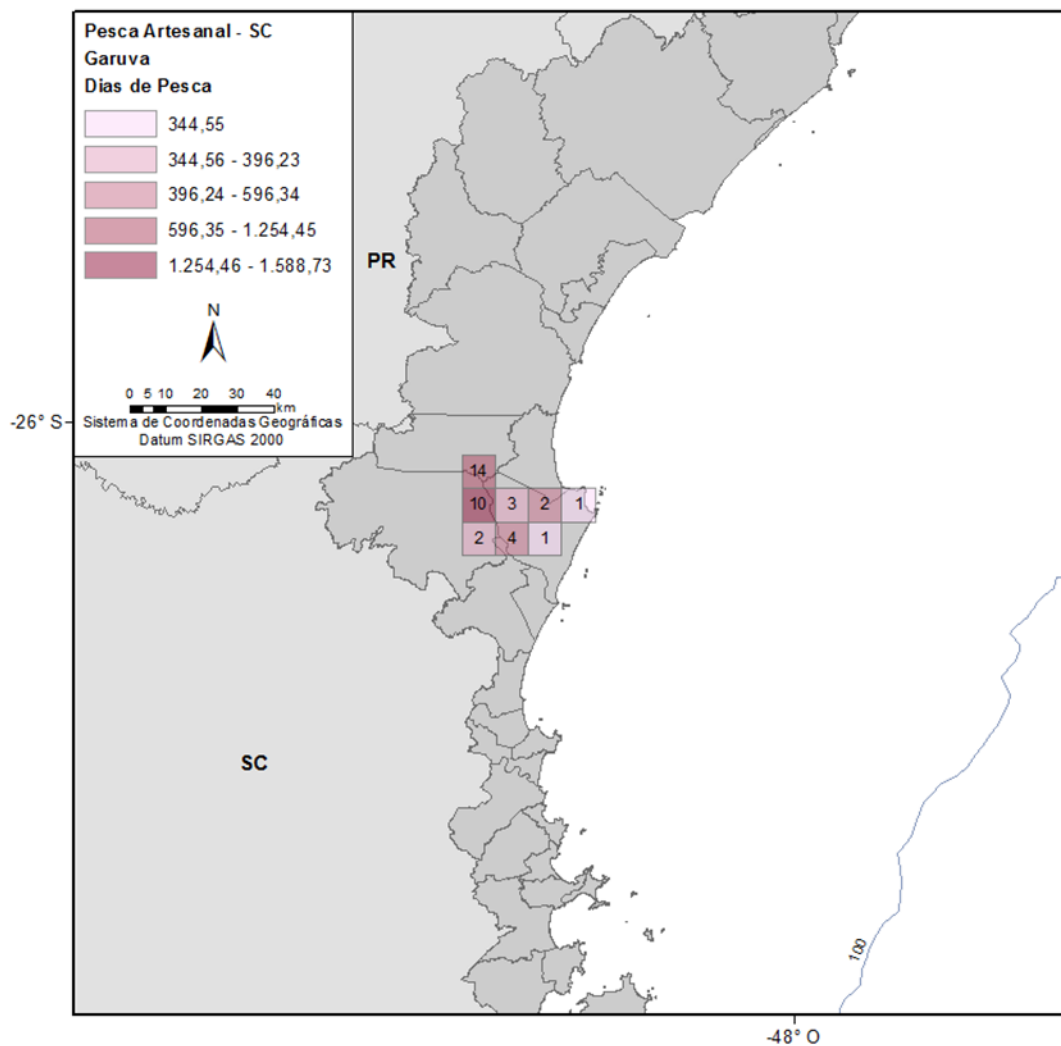 Pesca Artesanal - SC
Garuva
Dias de Pesca
344,55
344,56 - 396,23
396,24 - 596,34
596,35 - 1.254,45
1.254,46 - 1.588,73
N
0 5 10 20 30 40
km
Sistema de Coordenadas Geográficas
Datum SIRGAS 2000
PR
-26° S
14
10 3 2 1
2 4 1
SC
100
-48° O